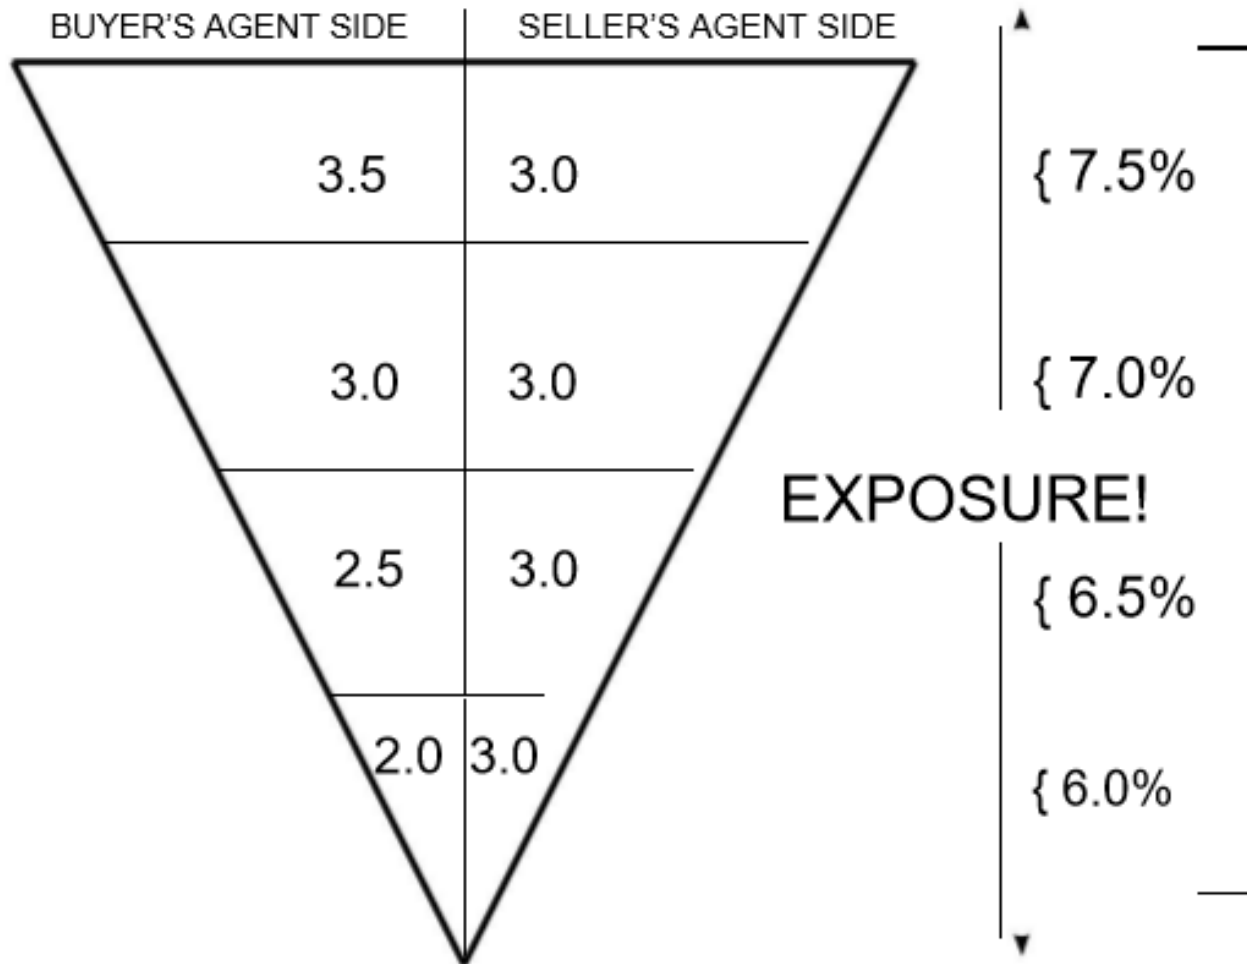 BUYER'S AGENT SIDE SELLER'S AGENT SIDE
3.5 3.0 { 7.5%
3.0 3.0 { 7.0%
EXPOSURE!
2.5 3.0 { 6.5%
2.0 3.0 { 6.0%